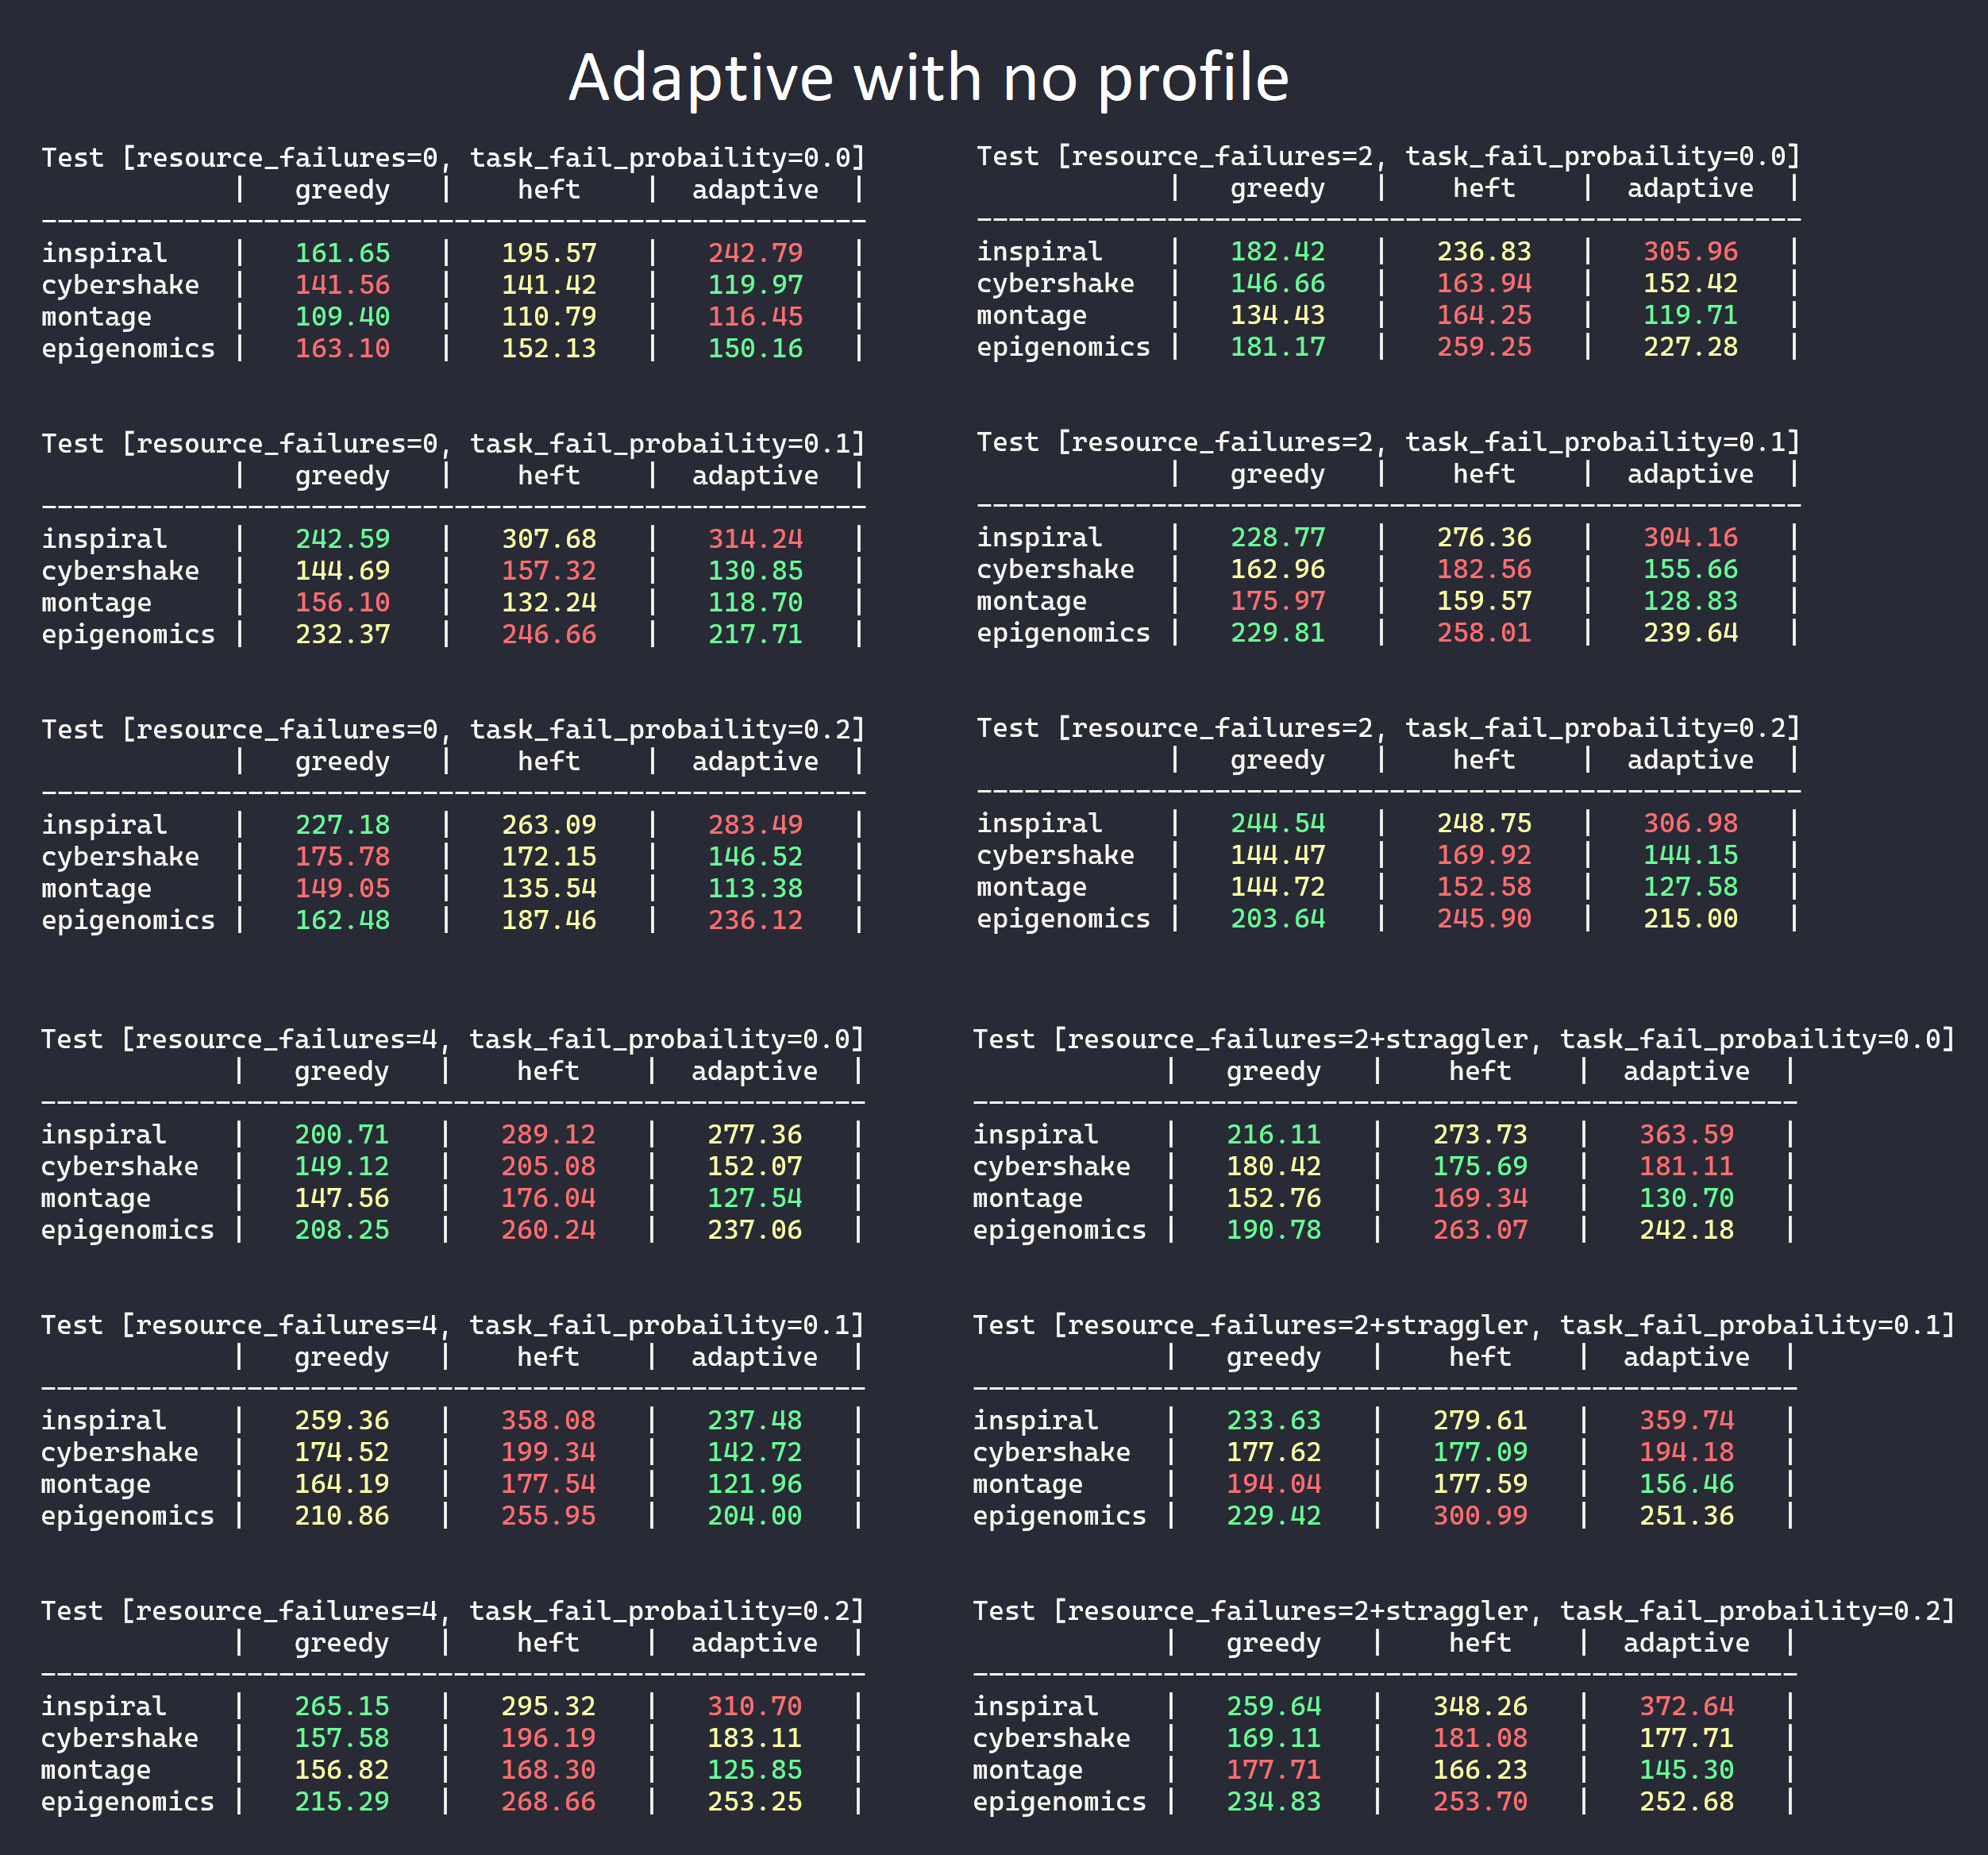 Adaptive with no profile
Test [resource_failures=0, task_fail_probaility=0.0]
| greedy | heft | adaptive |
----------------------------------------------------
inspiral | 161.65 | 195.57 | 242.79 |
cybershake | 141.56 | 141.42 | 119.97 |
montage | 109.40 | 110.79 | 116.45 |
epigenomics | 163.10 | 152.13 | 150.16 |
Test [resource_failures=2, task_fail_probaility=0.0]
| greedy | heft | adaptive |
----------------------------------------------------
inspiral | 182.42 | 236.83 | 305.96 |
cybershake | 146.66 | 163.94 | 152.42 |
montage | 134.43 | 164.25 | 119.71 |
epigenomics | 181.17 | 259.25 | 227.28 |
Test [resource_failures=0, task_fail_probaility=0.1]
| greedy | heft | adaptive |
----------------------------------------------------
inspiral | 242.59 | 307.68 | 314.24 |
cybershake | 144.69 | 157.32 | 130.85 |
montage | 156.10 | 132.24 | 118.70 |
epigenomics | 232.37 | 246.66 | 217.71 |
Test [resource_failures=2, task_fail_probaility=0.1]
| greedy | heft | adaptive |
----------------------------------------------------
inspiral | 228.77 | 276.36 | 304.16 |
cybershake | 162.96 | 182.56 | 155.66 |
montage | 175.97 | 159.57 | 128.83 |
epigenomics | 229.81 | 258.01 | 239.64 |
Test [resource_failures=0, task_fail_probaility=0.2]
| greedy | heft | adaptive |
----------------------------------------------------
inspiral | 227.18 | 263.09 | 283.49 |
cybershake | 175.78 | 172.15 | 146.52 |
montage | 149.05 | 135.54 | 113.38 |
epigenomics | 162.48 | 187.46 | 236.12 |
Test [resource_failures=2, task_fail_probaility=0.2]
| greedy | heft | adaptive |
----------------------------------------------------
inspiral | 244.54 | 248.75 | 306.98 |
cybershake | 144.47 | 169.92 | 144.15 |
montage | 144.72 | 152.58 | 127.58 |
epigenomics | 203.64 | 245.90 | 215.00 |
Test [resource_failures=4, task_fail_probaility=0.0]
| greedy | heft | adaptive |
----------------------------------------------------
inspiral | 200.71 | 289.12 | 277.36 |
cybershake | 149.12 | 205.08 | 152.07 |
montage | 147.56 | 176.04 | 127.54 |
epigenomics | 208.25 | 260.24 | 237.06 |
Test [resource_failures=2+straggler, task_fail_probaility=0.0]
| greedy | heft | adaptive |
----------------------------------------------------
inspiral | 216.11 | 273.73 | 363.59 |
cybershake | 180.42 | 175.69 | 181.11 |
montage | 152.76 | 169.34 | 130.70 |
epigenomics | 190.78 | 263.07 | 242.18 |
Test [resource_failures=4, task_fail_probaility=0.1]
| greedy | heft | adaptive |
----------------------------------------------------
inspiral | 259.36 | 358.08 | 237.48 |
cybershake | 174.52 | 199.34 | 142.72 |
montage | 164.19 | 177.54 | 121.96 |
epigenomics | 210.86 | 255.95 | 204.00 |
Test [resource_failures=2+straggler, task_fail_probaility=0.1]
| greedy | heft | adaptive |
----------------------------------------------------
inspiral | 233.63 | 279.61 | 359.74 |
cybershake | 177.62 | 177.09 | 194.18 |
montage | 194.04 | 177.59 | 156.46 |
epigenomics | 229.42 | 300.99 | 251.36 |
Test [resource_failures=4, task_fail_probaility=0.2]
| greedy | heft | adaptive |
----------------------------------------------------
inspiral | 265.15 | 295.32 | 310.70 |
cybershake | 157.58 | 196.19 | 183.11 |
montage | 156.82 | 168.30 | 125.85 |
epigenomics | 215.29 | 268.66 | 253.25 |
Test [resource_failures=2+straggler, task_fail_probaility=0.2]
| greedy | heft | adaptive |
----------------------------------------------------
inspiral | 259.64 | 348.26 | 372.64 |
cybershake | 169.11 | 181.08 | 177.71 |
montage | 177.71 | 166.23 | 145.30 |
epigenomics | 234.83 | 253.70 | 252.68 |